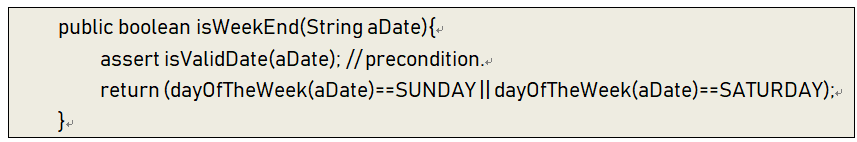 public boolean isWeekEnd(String aDate){
assert isValidDate(aDate); //precondition.
return (dayOfTheWeek(aDate)==SUNDAY || dayOfTheWeek(aDate)==SATURDAY);
}